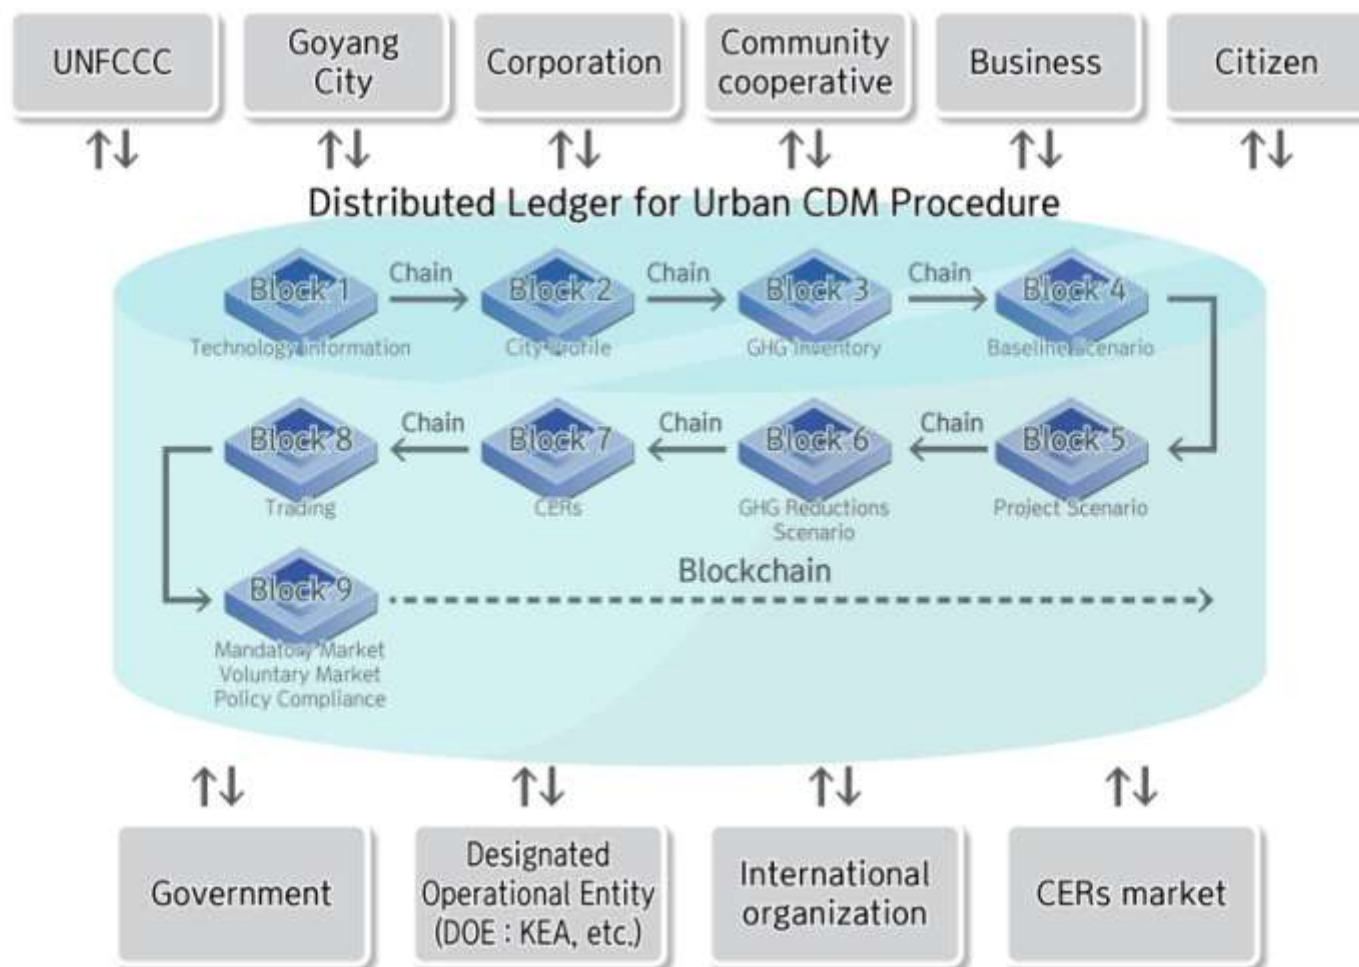 UNFCCC
Goyang
City
Corporation
Community
cooperative
Business
Citizen
Distributed Ledger for Urban CDM Procedure
Block 1
Chain
Block 2
Chain
Block 3
Chain
Block 4
Technology information
City Profile
GHG Inventory
Baseline Scenario
Block 8
Chain
Block 7
Chain
Block 6
Chain
Block 5
Trading
CERs
GHG Reductions
Scenario
Project Scenario
Block 9
Blockchain
Mandatory Market
Voluntary Market
Policy Compliance
Government
Designated
Operational Entity
(DOE : KEA, etc.)
International
organization
CERs market